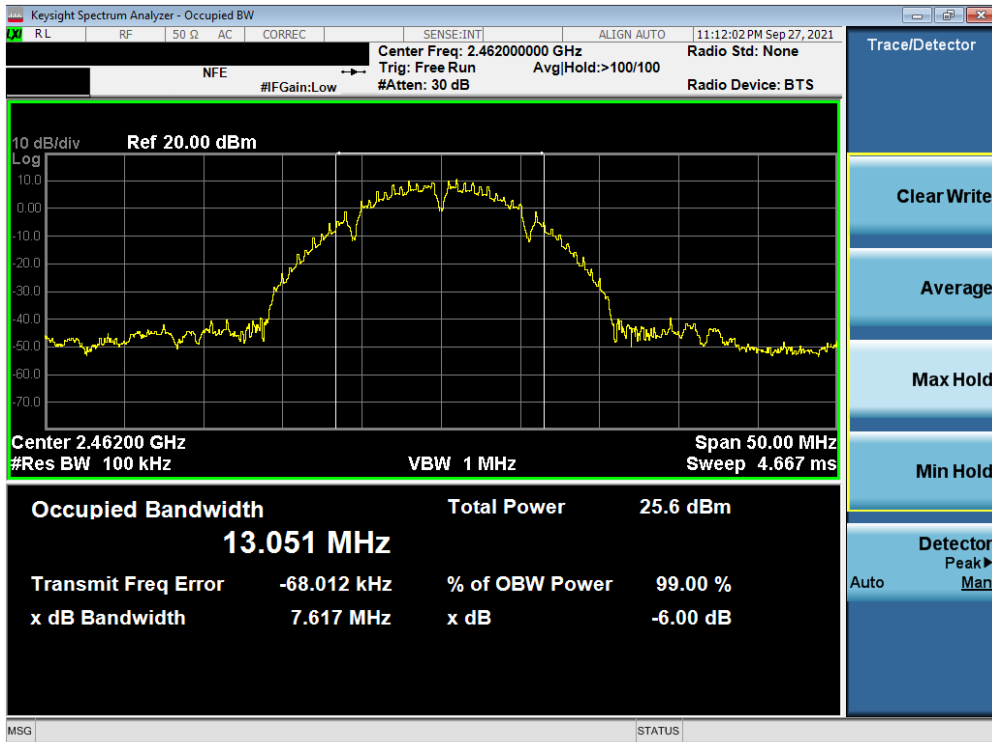 Keysight Spectrum Analyzer - Occupied BW
LXI RL RF 50 Ω AC CORREC SENSE:INT ALIGN AUTO 11:12:02 PM Sep 27, 2021
Center Freq: 2.462000000 GHz Radio Std: None
NFE Trig: Free Run Avg|Hold:>100/100
#IFGain:Low #Atten: 30 dB Radio Device: BTS
10 dB/div Ref 20.00 dBm
Log
10.0
0.00
-10.0
-20.0
-30.0
-40.0
-50.0
-60.0
-70.0
Center 2.46200 GHz Span 50.00 MHz
#Res BW 100 kHz VBW 1 MHz Sweep 4.667 ms
Occupied Bandwidth Total Power 25.6 dBm
13.051 MHz
Transmit Freq Error -68.012 kHz % of OBW Power 99.00 %
x dB Bandwidth 7.617 MHz x dB -6.00 dB
MSG STATUS
Trace/Detector
Clear Write
Average
Max Hold
Min Hold
Detector
Peak▶
Auto Man